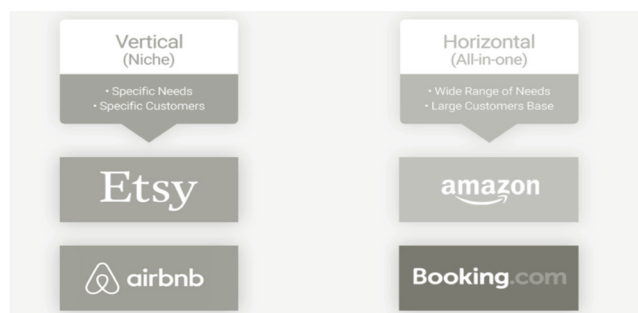 Vertical
(Niche)
• Specific Needs
• Specific Customers
Etsy
airbnb
Horizontal
(All-in-one)
• Wide Range of Needs
• Large Customers Base
amazon
Booking.com